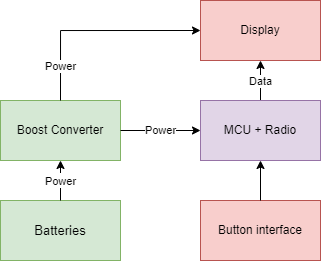 Display
Power
Data
Boost Converter
Power
MCU + Radio
Power
Batteries
Button interface